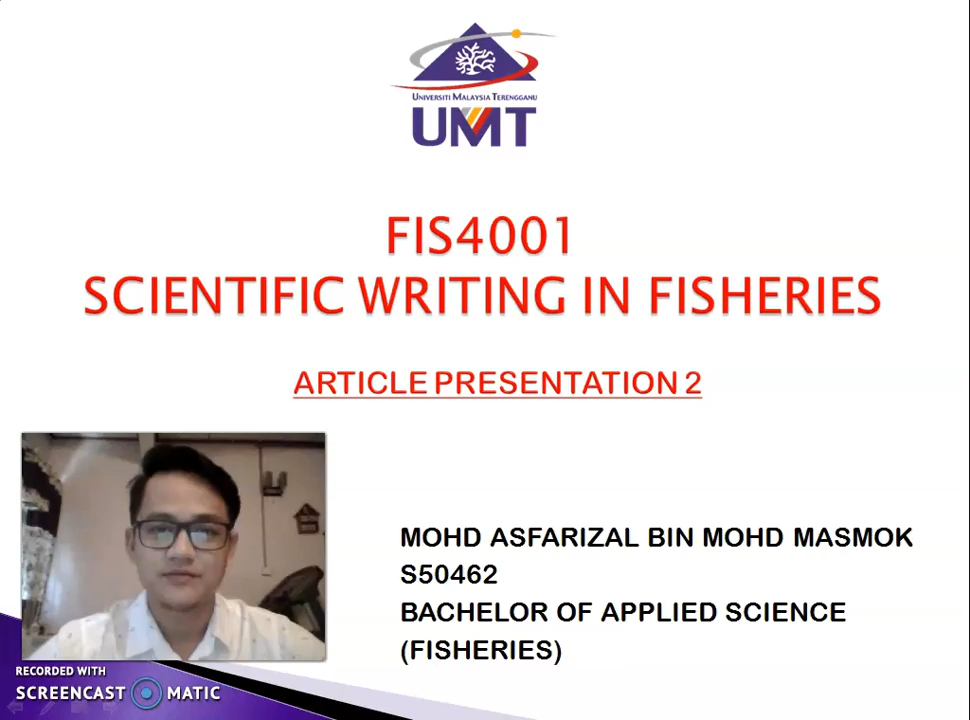 UNIVERSITI MALAYSIA TERENGGANU
UMT
FIS4001
SCIENTIFIC WRITING IN FISHERIES
ARTICLE PRESENTATION 2
MOHD ASFARIZAL BIN MOHD MASMOK
S50462
BACHELOR OF APPLIED SCIENCE
(FISHERIES)
RECORDED WITH
SCREENCAST MATIC